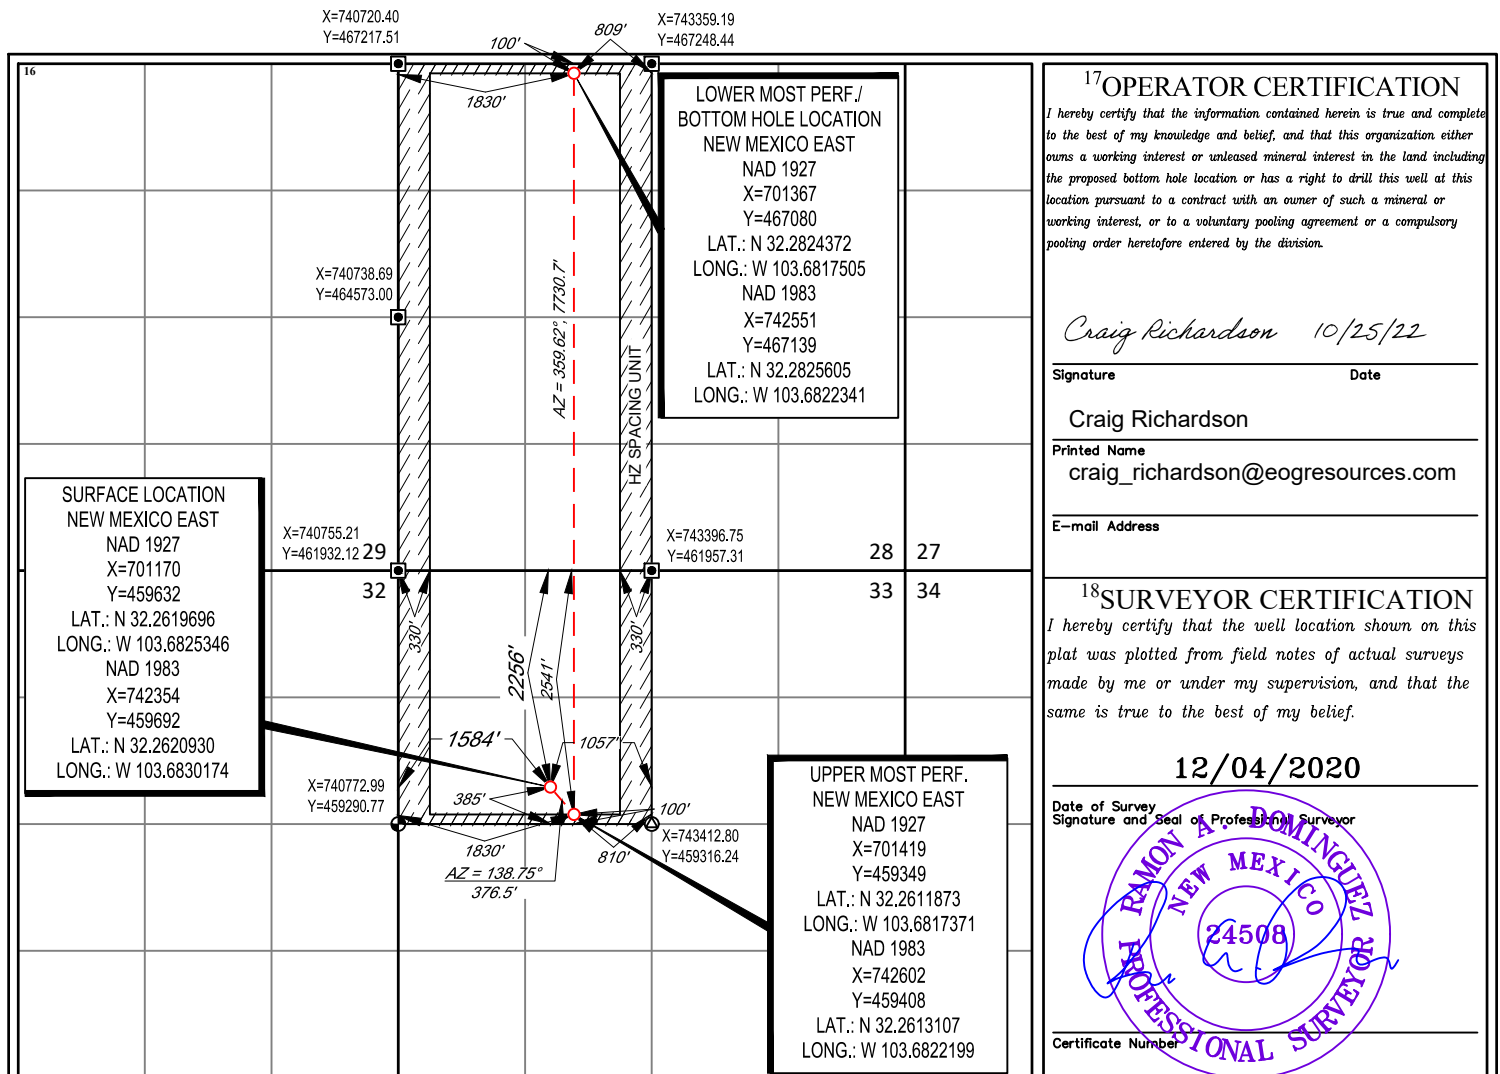 X=740720.40
Y=467217.51
X=743359.19
Y=467248.44
100'
809'
16
1830'
LOWER MOST PERF./
BOTTOM HOLE LOCATION
NEW MEXICO EAST
NAD 1927
X=701367
Y=467080
LAT.: N 32.2824372
LONG.: W 103.6817505
NAD 1983
X=742551
Y=467139
LAT.: N 32.2825605
LONG.: W 103.6822341
X=740738.69
Y=464573.00
AZ = 359.62°, 7730.7'
HZ SPACING UNIT
SURFACE LOCATION
NEW MEXICO EAST
NAD 1927
X=701170
Y=459632
LAT.: N 32.2619696
LONG.: W 103.6825346
NAD 1983
X=742354
Y=459692
LAT.: N 32.2620930
LONG.: W 103.6830174
X=740755.21
Y=461932.12
29
32
X=743396.75
Y=461957.31
28
27
33
34
330'
2256'
2541'
330'
1584'
1057'
X=740772.99
Y=459290.77
385'
100'
1830'
810'
X=743412.80
Y=459316.24
AZ = 138.75°
376.5'
UPPER MOST PERF.
NEW MEXICO EAST
NAD 1927
X=701419
Y=459349
LAT.: N 32.2611873
LONG.: W 103.6817371
NAD 1983
X=742602
Y=459408
LAT.: N 32.2613107
LONG.: W 103.6822199
17 OPERATOR CERTIFICATION
I hereby certify that the information contained herein is true and complete
to the best of my knowledge and belief, and that this organization either
owns a working interest or unleased mineral interest in the land including
the proposed bottom hole location or has a right to drill this well at this
location pursuant to a contract with an owner of such a mineral or
working interest, or to a voluntary pooling agreement or a compulsory
pooling order heretofore entered by the division.
Craig Richardson 10/25/22
Signature Date
Craig Richardson
Printed Name
craig_richardson@eogresources.com
E-mail Address
18 SURVEYOR CERTIFICATION
I hereby certify that the well location shown on this
plat was plotted from field notes of actual surveys
made by me or under my supervision, and that the
same is true to the best of my belief.
12/04/2020
Date of Survey
Signature and Seal of Professional Surveyor
RAMON A. DOMINGUEZ
NEW MEXICO
24508
PROFESSIONAL SURVEYOR
Certificate Number